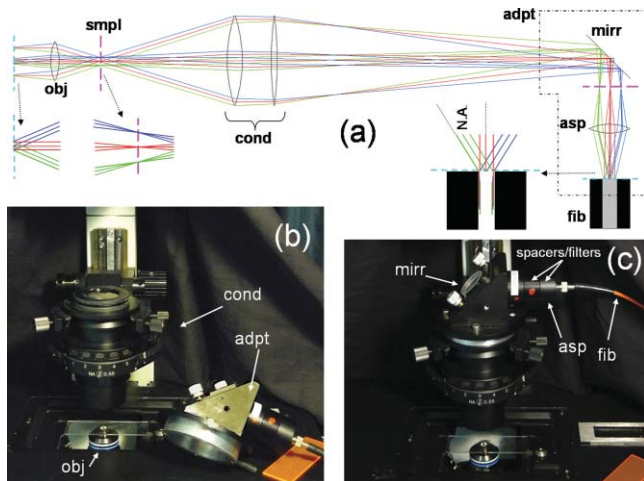 smpl
adpt
mirr
obj
cond
(a)
N.A.
asp
fib
(b)
cond
adpt
obj
(c)
mirr
spacers/filters
asp
fib